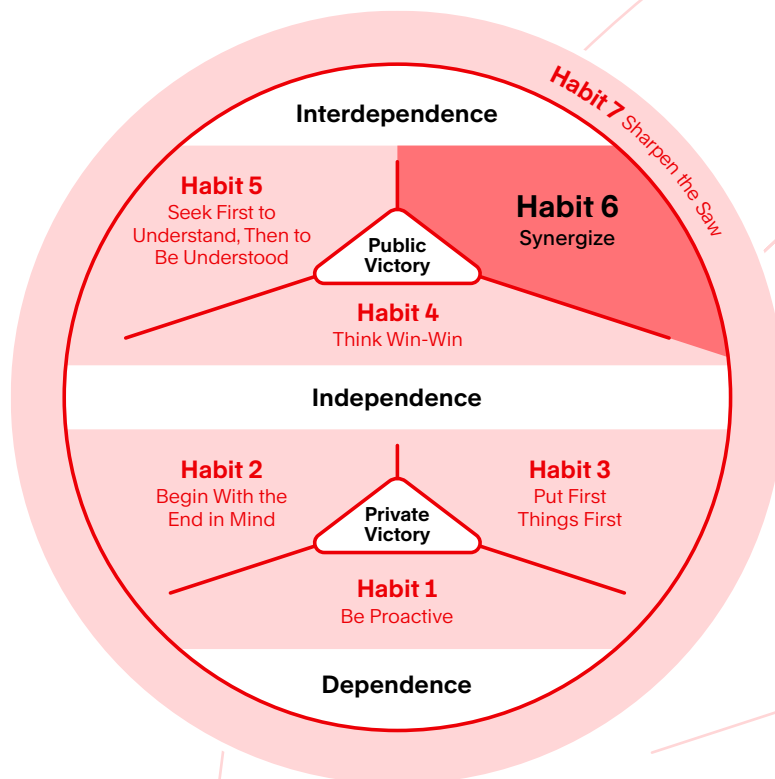 Habit 7 Sharpen the Saw
Interdependence
Habit 5
Seek First to
Understand, Then to
Be Understood
Habit 6
Synergize
Public
Victory
Habit 4
Think Win-Win
Independence
Habit 2
Begin With the
End in Mind
Habit 3
Put First
Things First
Private
Victory
Habit 1
Be Proactive
Dependence